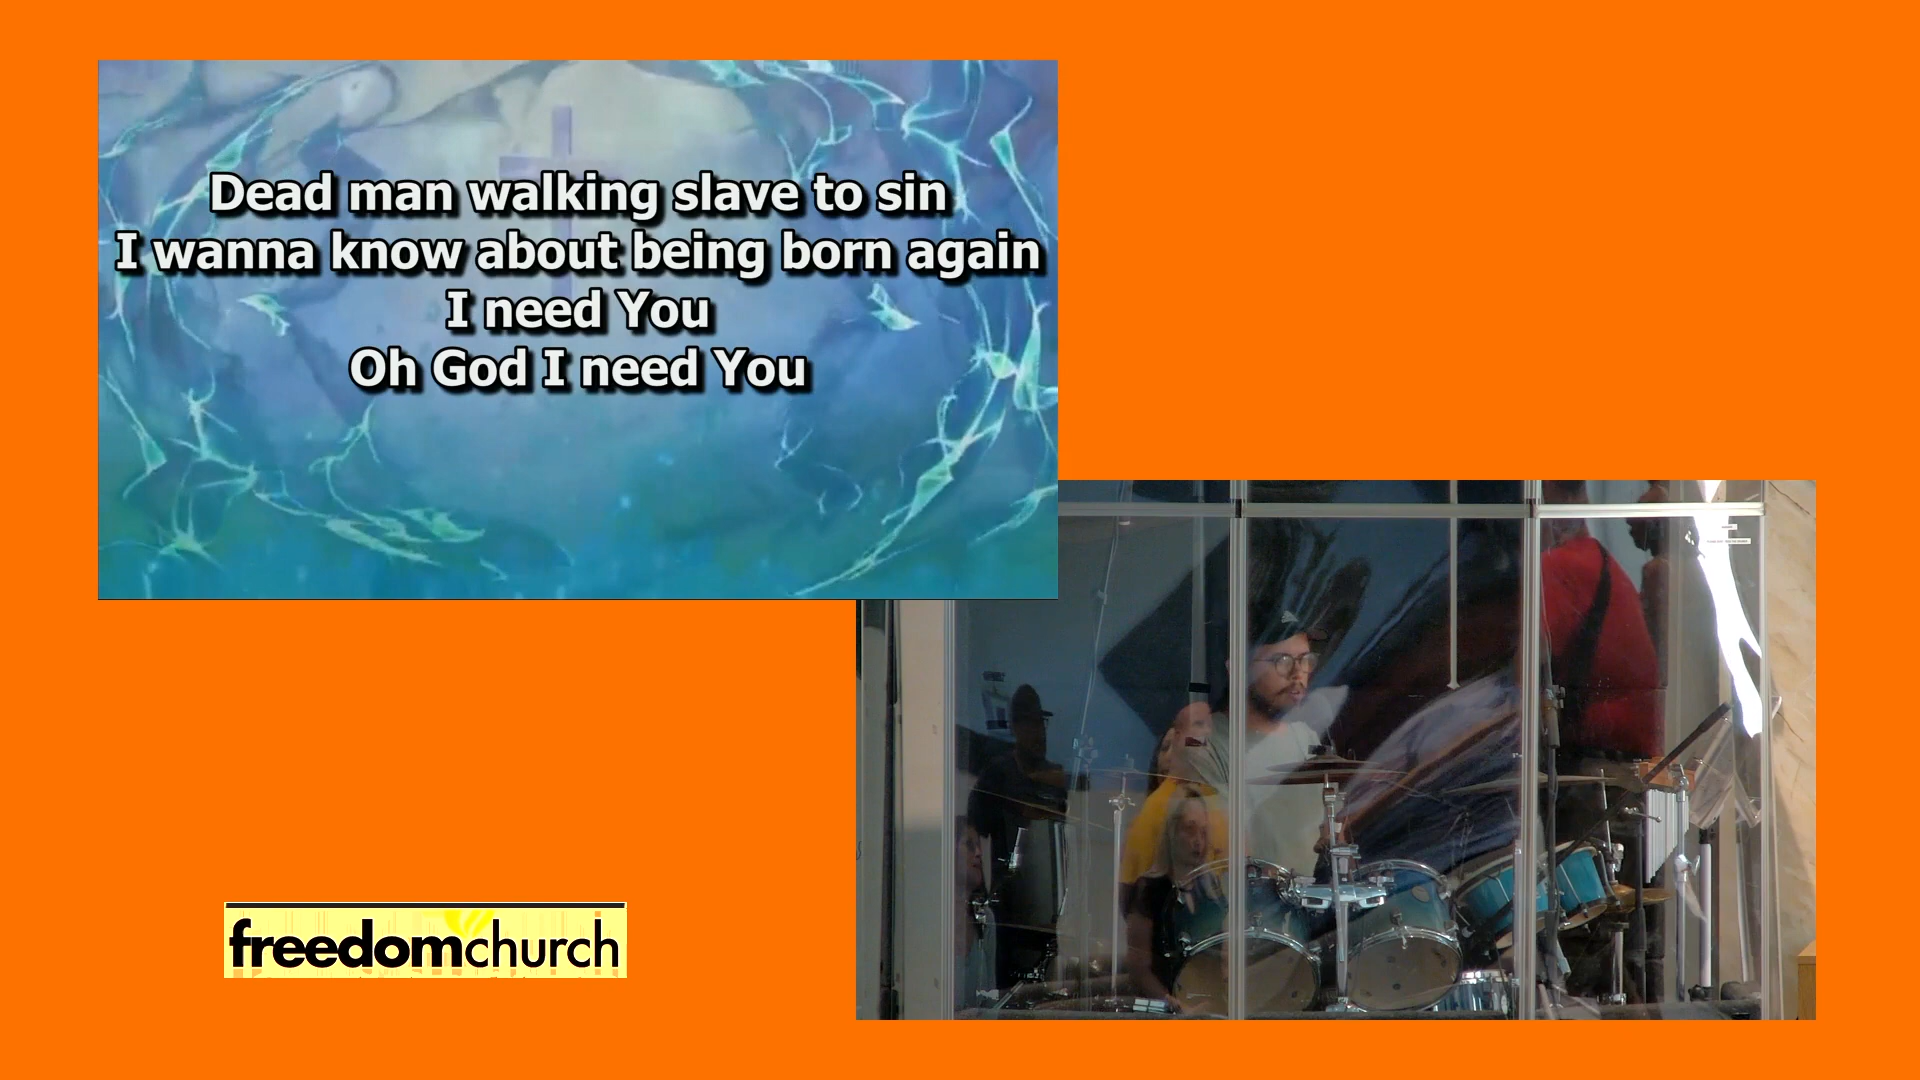 Dead man walking slave to sin
I wanna know about being born again
I need You
Oh God I need You
freedomchurch